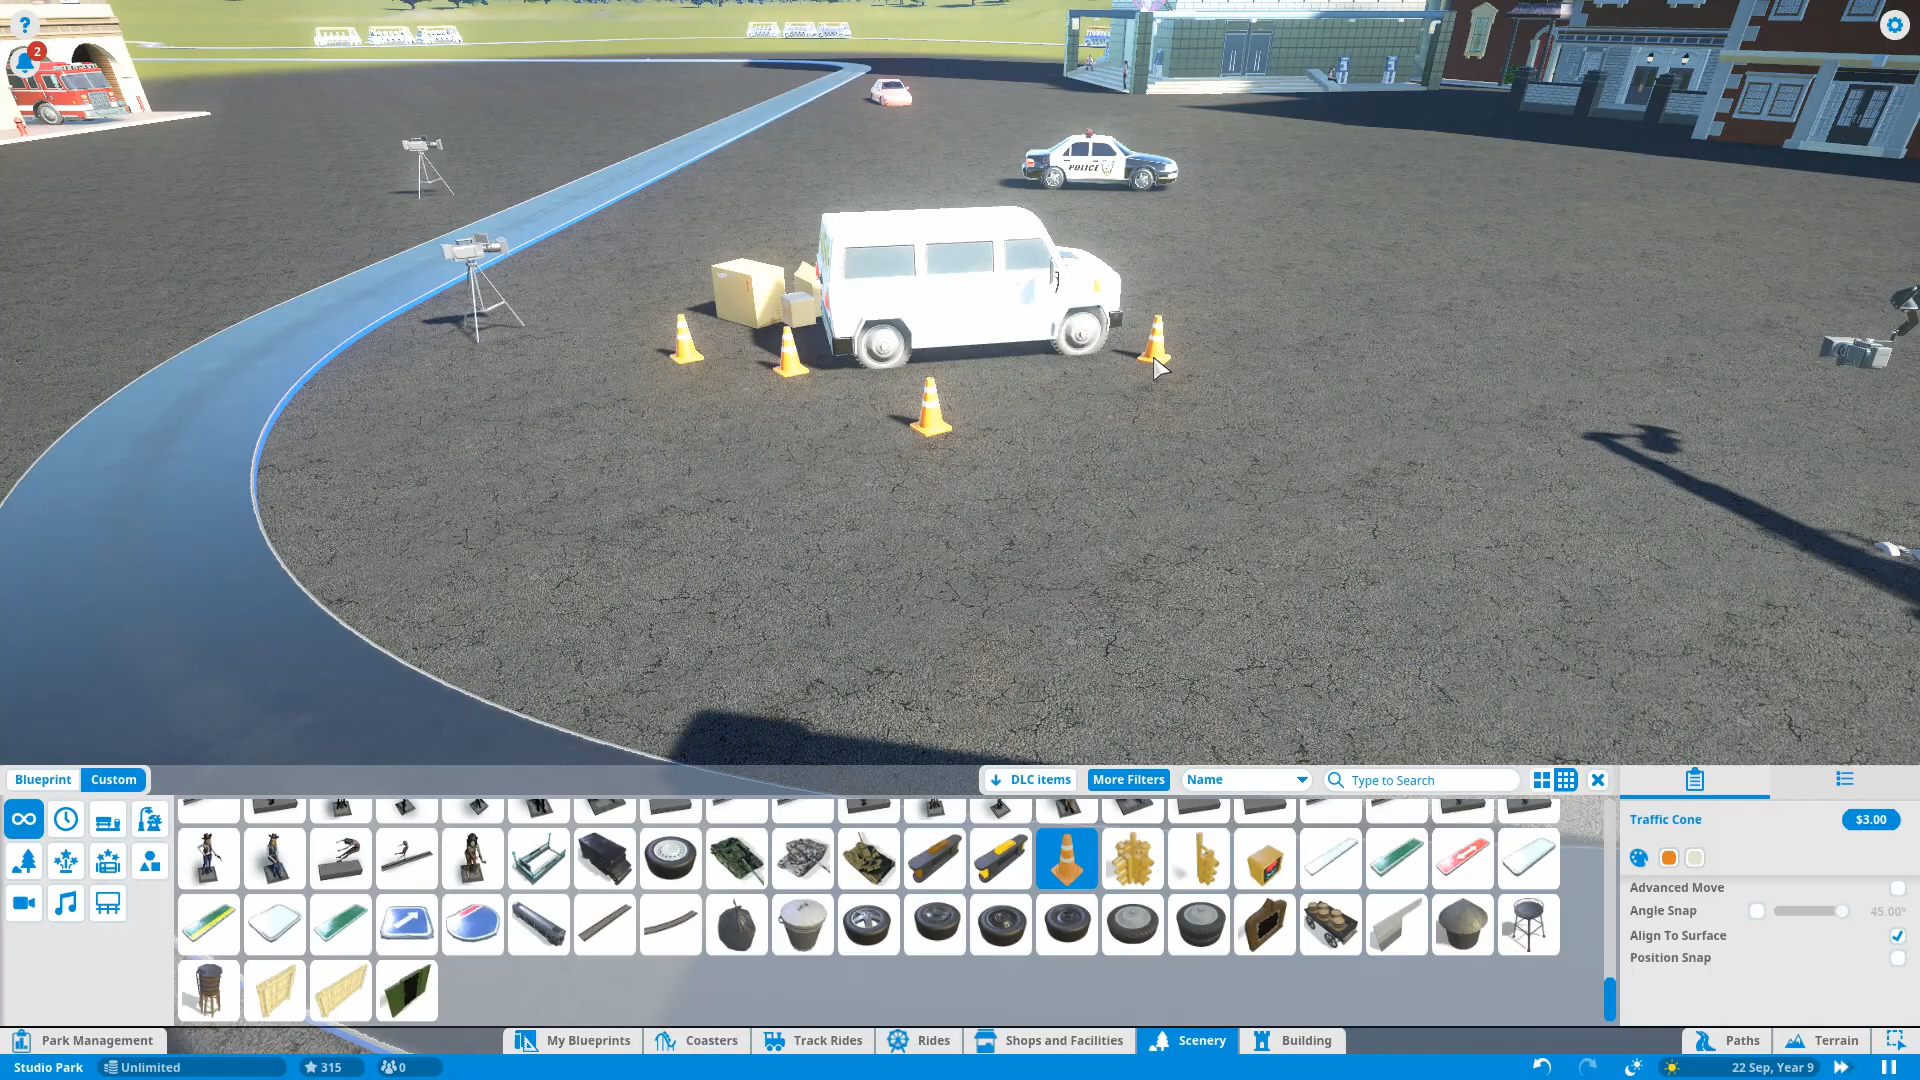 ?
2
POLICE
Blueprint
Custom
DLC items
More Filters
Name
Type to Search
Traffic Cone
$3.00
Advanced Move
Angle Snap
45.00°
Align To Surface
Position Snap
Park Management
My Blueprints
Coasters
Track Rides
Rides
Shops and Facilities
Scenery
Building
Paths
Terrain
Studio Park
Unlimited
315
0
22 Sep, Year 9